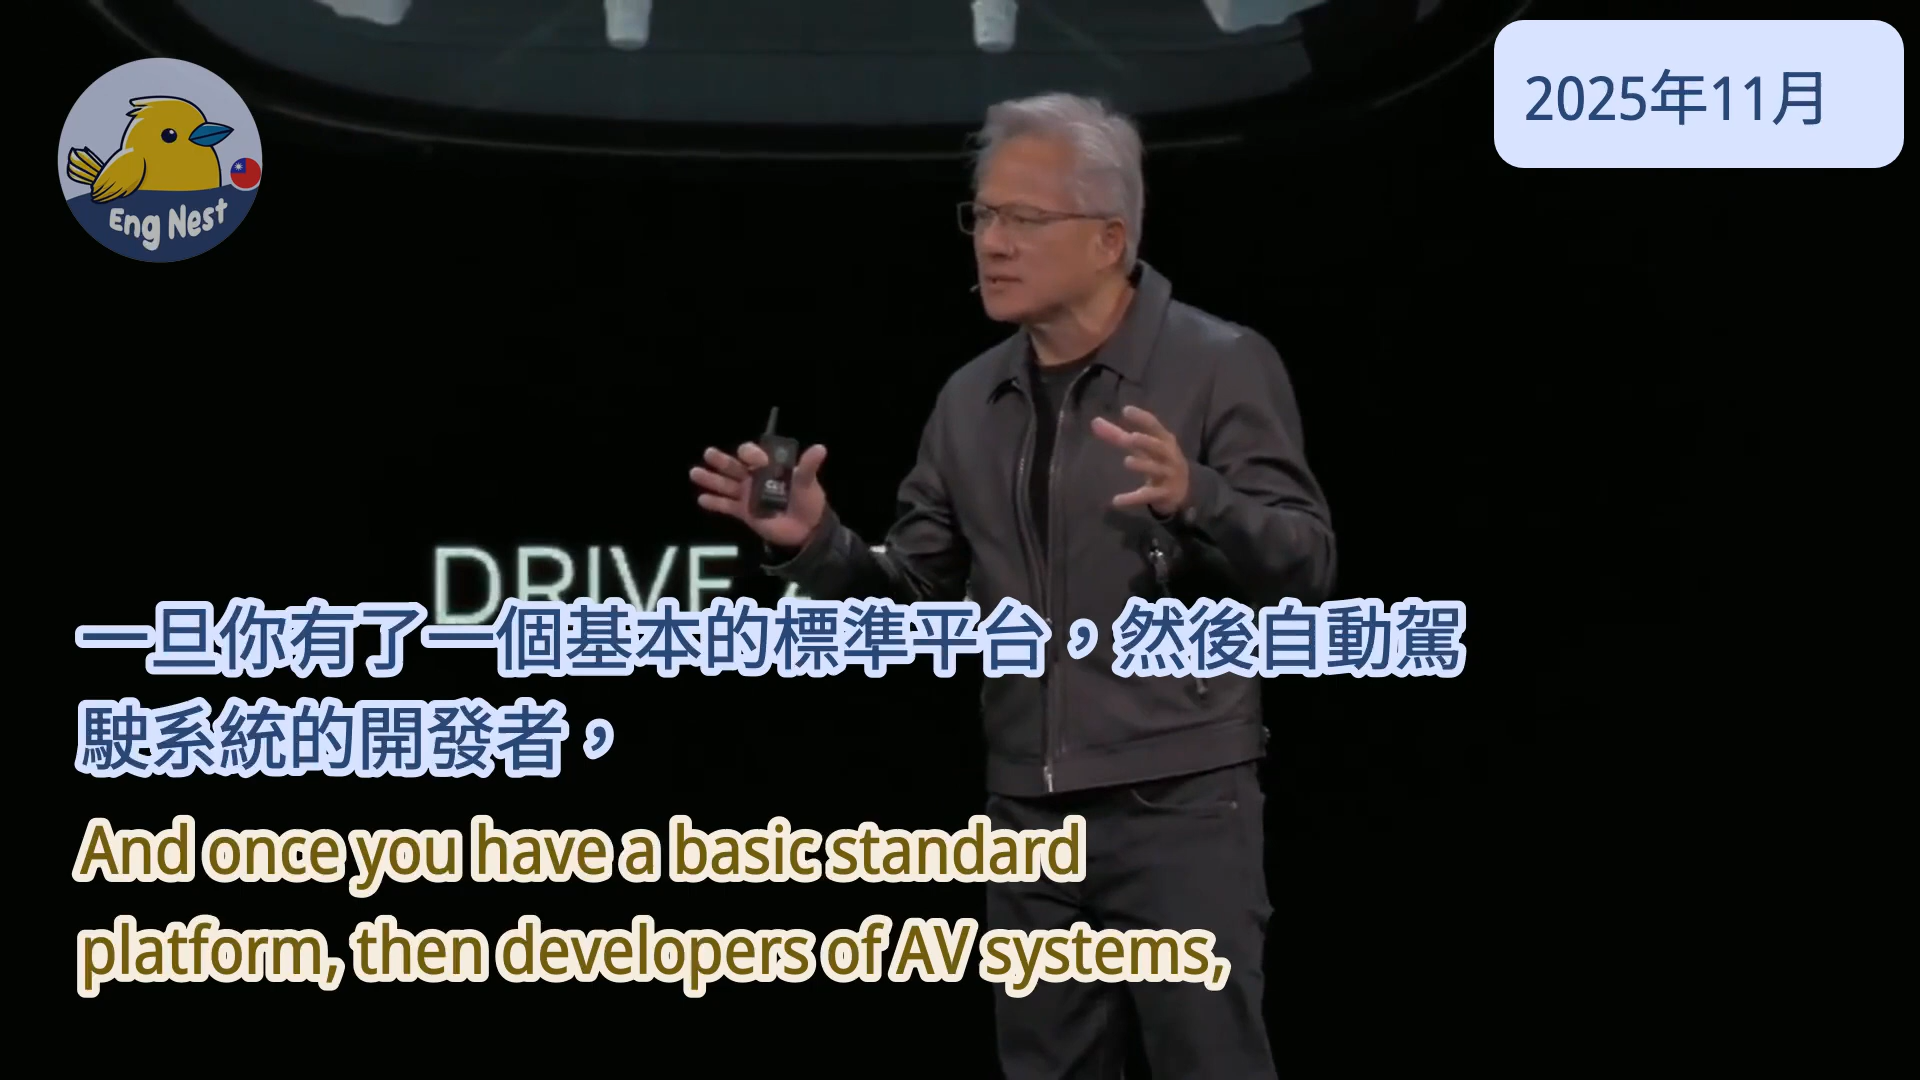 Eng Nest
2025年11月
DRIVE
一旦你有了一個基本的標準平台，然後自動駕
駛系統的開發者，
And once you have a basic standard
platform, then developers of AV systems,